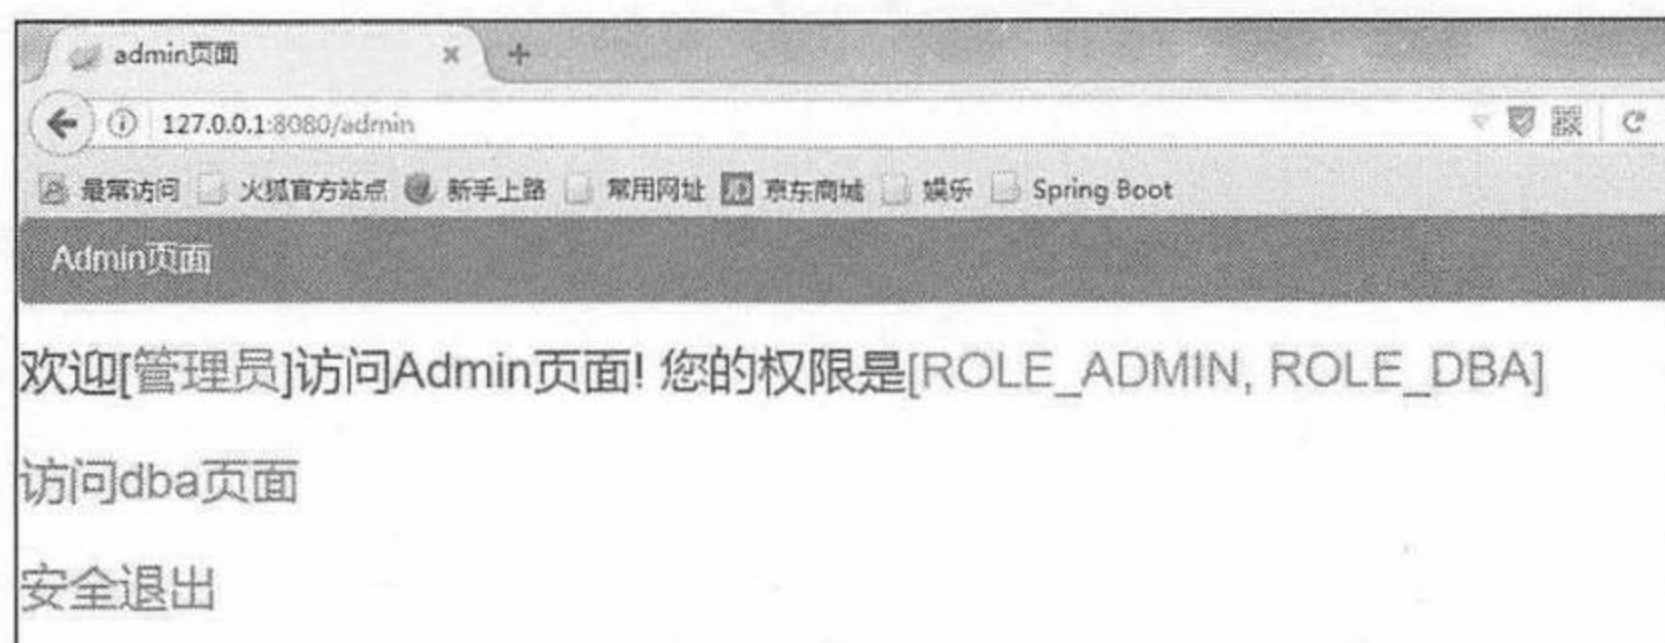 admin页面
127.0.0.1:8080/admin
最常访问 火狐官方站点 新手上路 常用网址 京东商城 娱乐 Spring Boot
Admin页面
欢迎[管理员]访问Admin页面! 您的权限是[ROLE_ADMIN, ROLE_DBA]
访问dba页面
安全退出